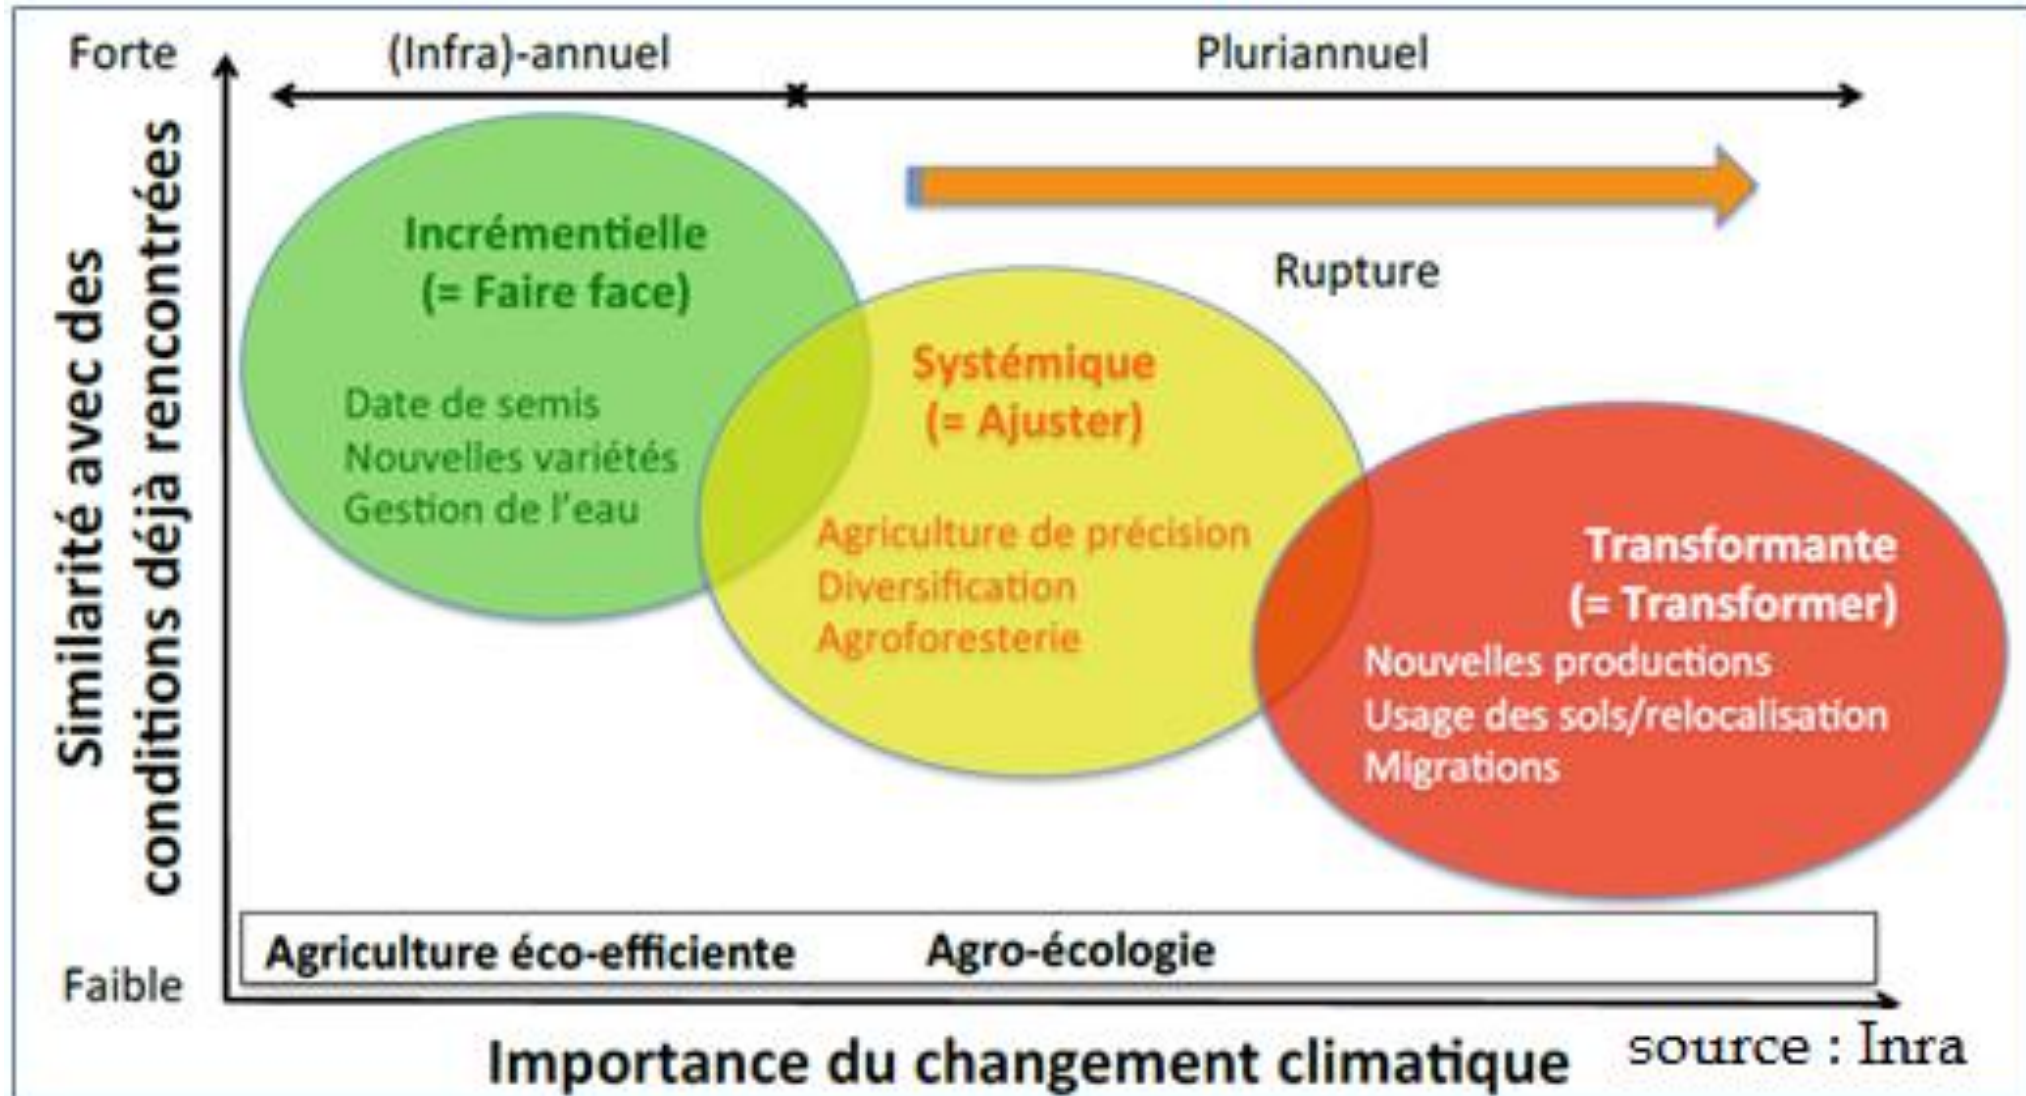 Forte
(Infra)-annuel
Pluriannuel
Similarité avec des
conditions déjà rencontrées
Incrémentielle
(= Faire face)
Date de semis
Nouvelles variétés
Gestion de l'eau
Rupture
Systémique
(= Ajuster)
Agriculture de précision
Diversification
Agroforesterie
Transformante
(= Transformer)
Nouvelles productions
Usage des sols/relocalisation
Migrations
Agriculture éco-efficiente
Agro-écologie
Faible
Importance du changement climatique
source : Inra